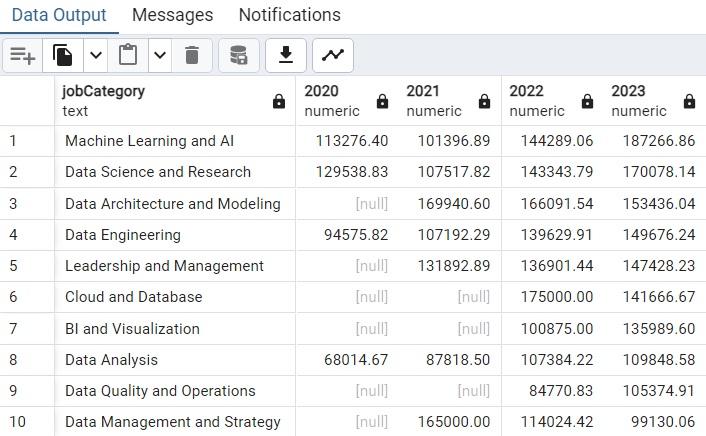 Data Output Messages Notifications
jobCategory 2020 2021 2022 2023
text numeric numeric numeric numeric
1 Machine Learning and AI 113276.40 101396.89 144289.06 187266.86
2 Data Science and Research 129538.83 107517.82 143343.79 170078.14
3 Data Architecture and Modeling [null] 169940.60 166091.54 153436.04
4 Data Engineering 94575.82 107192.29 139629.91 149676.24
5 Leadership and Management [null] 131892.89 136901.44 147428.23
6 Cloud and Database [null] [null] 175000.00 141666.67
7 BI and Visualization [null] [null] 100875.00 135989.60
8 Data Analysis 68014.67 87818.50 107384.22 109848.58
9 Data Quality and Operations [null] [null] 84770.83 105374.91
10 Data Management and Strategy [null] 165000.00 114024.42 99130.06